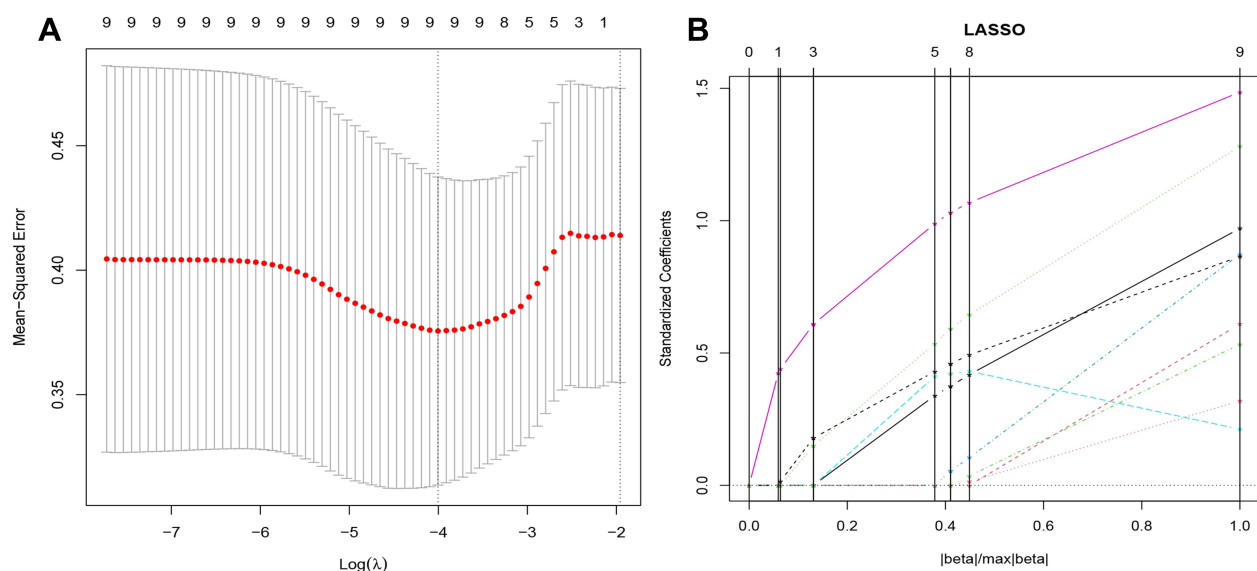 A
9 9 9 9 9 9 9 9 9 9 9 9 9 9 9 8 5 5 3 1
Mean−Squared Error
0.45
0.40
0.35
−7 −6 −5 −4 −3 −2
Log(λ)
B
LASSO
0 1 3 5 8 9
Standardized Coefficients
1.5
1.0
0.5
0.0
0.0 0.2 0.4 0.6 0.8 1.0
|beta|/max|beta|